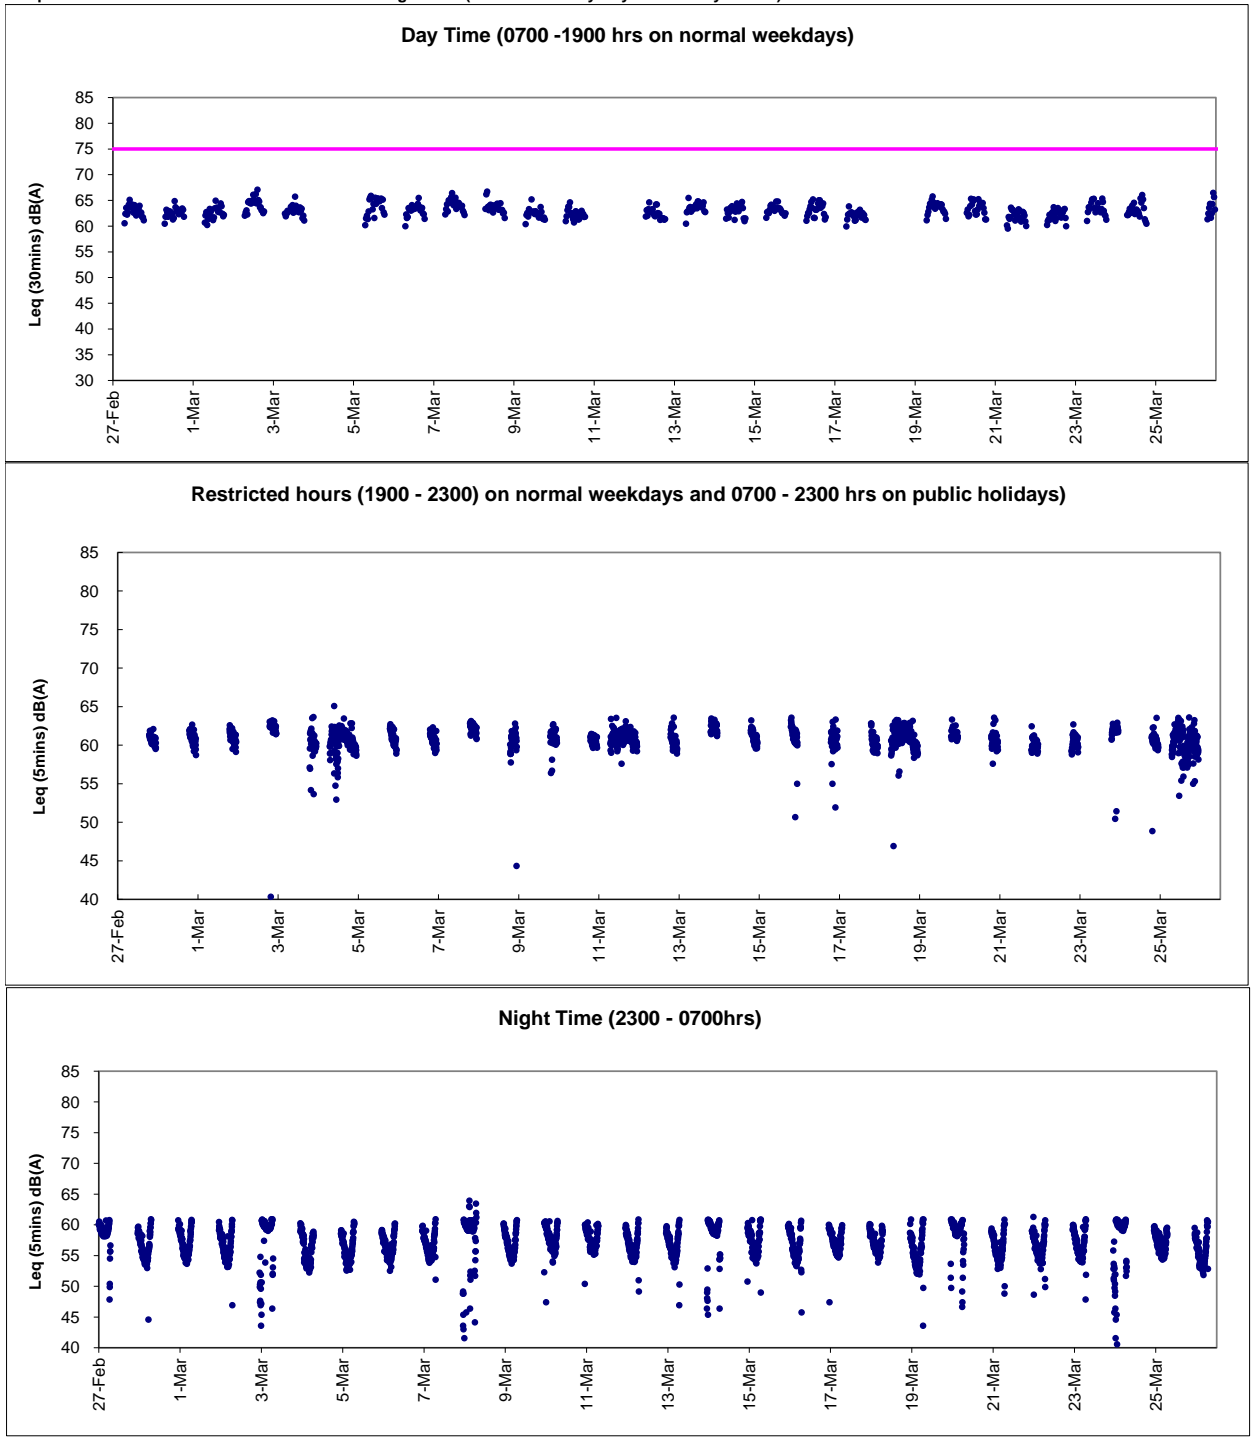 Day Time (0700 -1900 hrs on normal weekdays)
Leq (30mins) dB(A)
85
80
75
70
65
60
55
50
45
40
35
30
27-Feb
1-Mar
3-Mar
5-Mar
7-Mar
9-Mar
11-Mar
13-Mar
15-Mar
17-Mar
19-Mar
21-Mar
23-Mar
25-Mar
Restricted hours (1900 - 2300) on normal weekdays and 0700 - 2300 hrs on public holidays)
Leq (5mins) dB(A)
85
80
75
70
65
60
55
50
45
40
27-Feb
1-Mar
3-Mar
5-Mar
7-Mar
9-Mar
11-Mar
13-Mar
15-Mar
17-Mar
19-Mar
21-Mar
23-Mar
25-Mar
Night Time (2300 - 0700hrs)
Leq (5mins) dB(A)
85
80
75
70
65
60
55
50
45
40
27-Feb
1-Mar
3-Mar
5-Mar
7-Mar
9-Mar
11-Mar
13-Mar
15-Mar
17-Mar
19-Mar
21-Mar
23-Mar
25-Mar